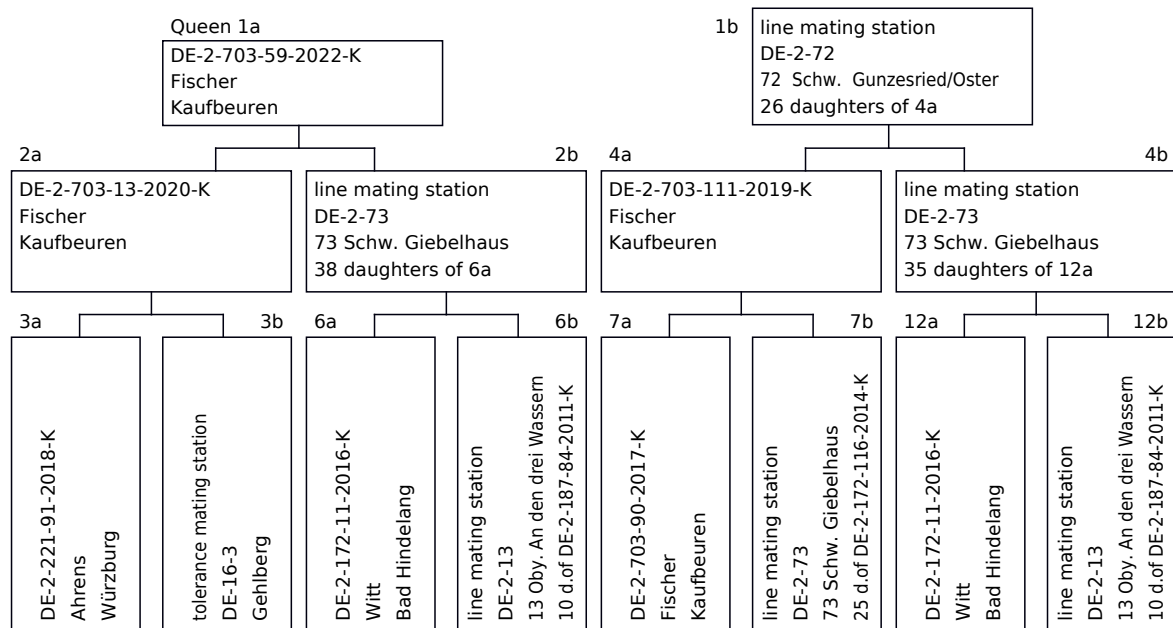 Queen 1a
DE-2-703-59-2022-K
Fischer
Kaufbeuren
1b
line mating station
DE-2-72
72 Schw. Gunzesried/Oster
26 daughters of 4a
2a
DE-2-703-13-2020-K
Fischer
Kaufbeuren
2b
line mating station
DE-2-73
73 Schw. Giebelhaus
38 daughters of 6a
4a
DE-2-703-111-2019-K
Fischer
Kaufbeuren
4b
line mating station
DE-2-73
73 Schw. Giebelhaus
35 daughters of 12a
3a
DE-2-221-91-2018-K
Ahrens
Würzburg
3b
tolerance mating station
DE-16-3
Gehlberg
6a
DE-2-172-11-2016-K
Witt
Bad Hindelang
6b
line mating station
DE-2-13
13 Oby. An den drei Wassern
10 d.of DE-2-187-84-2011-K
7a
DE-2-703-90-2017-K
Fischer
Kaufbeuren
7b
line mating station
DE-2-73
73 Schw. Giebelhaus
25 d.of DE-2-172-116-2014-K
12a
DE-2-172-11-2016-K
Witt
Bad Hindelang
12b
line mating station
DE-2-13
13 Oby. An den drei Wassern
10 d.of DE-2-187-84-2011-K